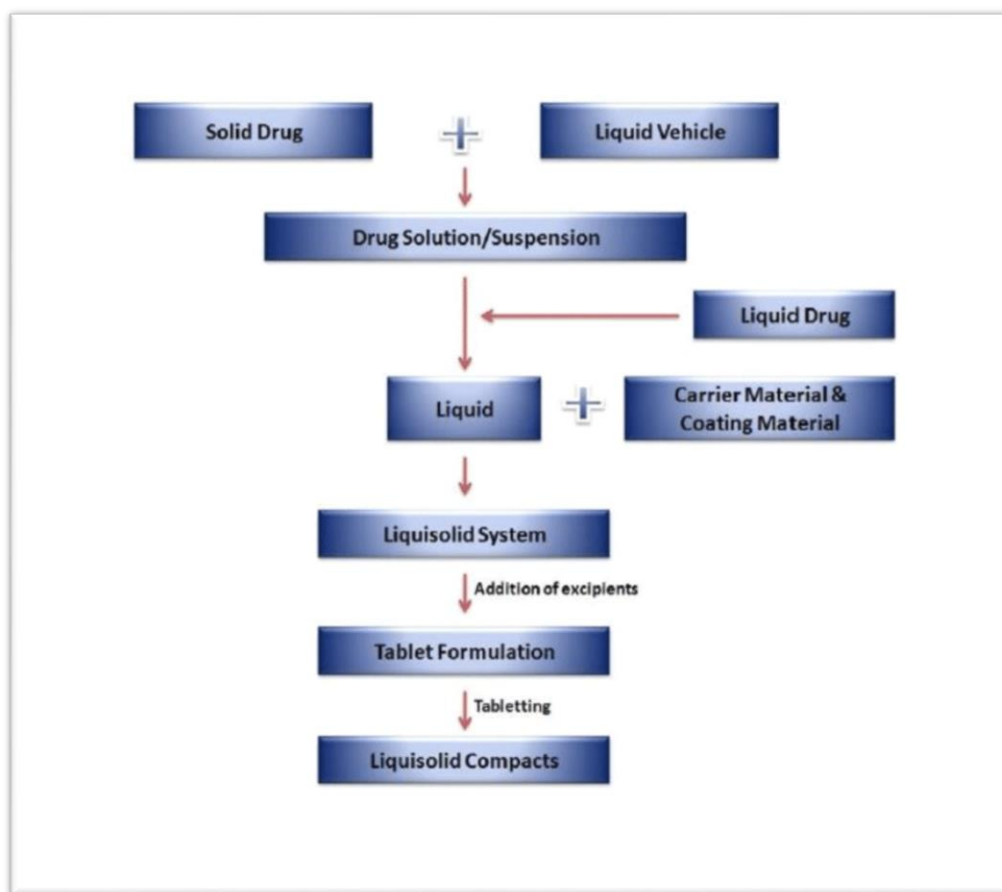 Solid Drug
Liquid Vehicle
Drug Solution/Suspension
Liquid Drug
Liquid
Carrier Material &
Coating Material
Liquisolid System
Addition of excipients
Tablet Formulation
Tabletting
Liquisolid Compacts